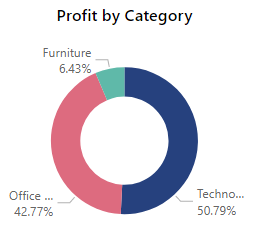 Profit by Category
Furniture
6.43%
Office ...
42.77%
Techno...
50.79%